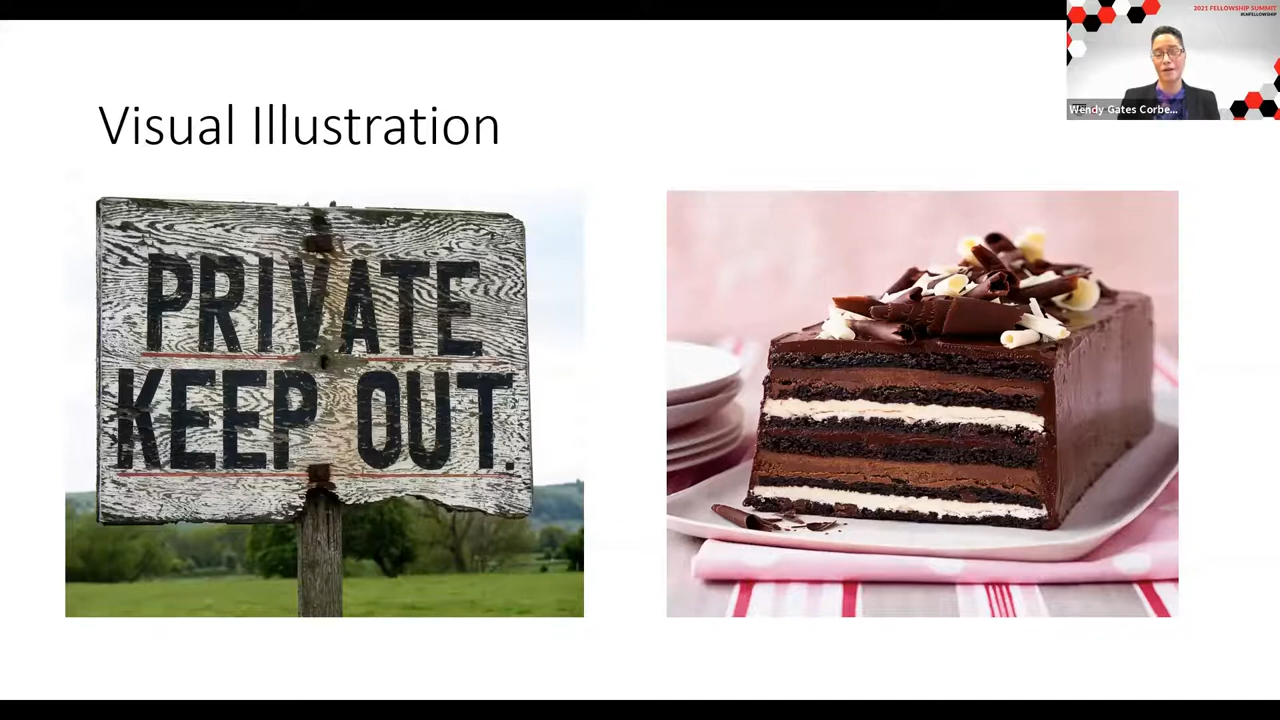 2021 FELLOWSHIP SUMMIT
Visual Illustration
Wendy Gates Corbe...
PRIVATE
KEEP OUT.